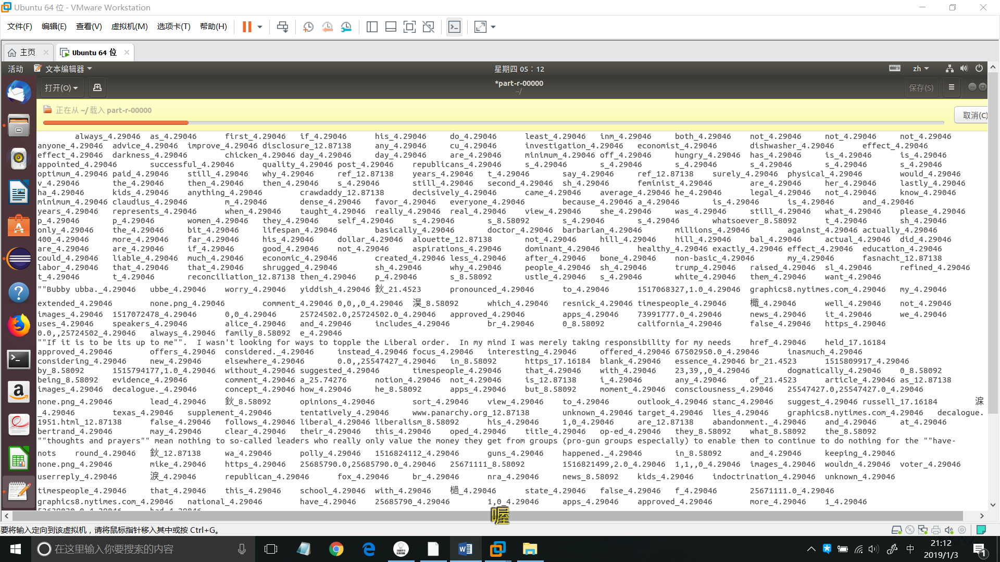 Ubuntu 64 位 - VMware Workstation
文件(F) 编辑(E) 查看(V) 虚拟机(M) 选项卡(T) 帮助(H)
主页 Ubuntu 64 位
活动 文本编辑器 星期四 05：12 zh
打开(O) *part-r-00000 保存(S)
~/
正在从 ~/ 载入 part-r-00000 取消(C)
always_4.29046 as_4.29046 first_4.29046 if_4.29046 his_4.29046 do_4.29046 least_4.29046 inm_4.29046 both_4.29046 not_4.29046 not_4.29046 not_4.29046
anyone_4.29046 advice_4.29046 improve_4.29046 disclosure_12.87138 any_4.29046 cu_4.29046 investigation_4.29046 economist_4.29046 dishwasher_4.29046 effect_4.29046
effect_4.29046 darkness_4.29046 chicken_4.29046 day_4.29046 day_4.29046 are_4.29046 minimum_4.29046 off_4.29046 hungry_4.29046 has_4.29046 is_4.29046 is_4.29046
appointed_4.29046 successful_4.29046 quality_4.29046 post_4.29046 republicans_4.29046 s_4.29046 s_4.29046 s_4.29046 s_4.29046 s_4.29046 s_4.29046
optimum_4.29046 paid_4.29046 still_4.29046 why_4.29046 ref_12.87138 years_4.29046 t_4.29046 say_4.29046 ref_12.87138 surely_4.29046 physical_4.29046 would_4.29046
v_4.29046 the_4.29046 then_4.29046 then_4.29046 s_4.29046 still_4.29046 second_4.29046 sh_4.29046 feminist_4.29046 are_4.29046 her_4.29046 lastly_4.29046
ha_4.29046 kids_4.29046 anything_4.29046 crawdaddy_12.87138 decisively_4.29046 came_4.29046 average_4.29046 he_4.29046 legal_4.29046 not_4.29046 know_4.29046
minimum_4.29046 claudius_4.29046 m_4.29046 dense_4.29046 favor_4.29046 everyone_4.29046 because_4.29046 a_4.29046 is_4.29046 is_4.29046 and_4.29046
years_4.29046 represents_4.29046 when_4.29046 taught_4.29046 really_4.29046 real_4.29046 view_4.29046 she_4.29046 was_4.29046 still_4.29046 what_4.29046 please_4.29046
p_4.29046 p_4.29046 women_4.29046 they_4.29046 self_4.29046 s_4.29046 s_8.58092 s_4.29046 s_4.29046 whatsoever_8.58092 t_4.29046 sh_4.29046
only_4.29046 the_4.29046 bit_4.29046 lifespan_4.29046 basically_4.29046 doctor_4.29046 barbarian_4.29046 millions_4.29046 against_4.29046 actually_4.29046
400_4.29046 more_4.29046 far_4.29046 his_4.29046 dollar_4.29046 alouette_12.87138 not_4.29046 hill_4.29046 hill_4.29046 bal_4.29046 actual_4.29046 did_4.29046
are_4.29046 are_4.29046 if_4.29046 good_4.29046 not_4.29046 aspirations_4.29046 dominant_4.29046 healthy_4.29046 exactly_4.29046 effect_4.29046 education_4.29046
could_4.29046 liable_4.29046 much_4.29046 economic_4.29046 created_4.29046 less_4.29046 after_4.29046 bone_4.29046 non-basic_4.29046 my_4.29046 fasnacht_12.87138
labor_4.29046 that_4.29046 that_4.29046 shrugged_4.29046 sh_4.29046 why_4.29046 people_4.29046 sh_4.29046 trump_4.29046 raised_4.29046 sl_4.29046 refined_4.29046
t_4.29046 t_4.29046 reconciliation_12.87138 then_4.29046 p_4.29046 s_8.58092 ustle_4.29046 s_4.29046 white_4.29046 them_4.29046 want_4.29046
""Bubby ubba._4.29046 ubbe_4.29046 worry_4.29046 yiddish_4.29046 鈥_21.4523 pronounced_4.29046 to_4.29046 1517068327,1.0_4.29046 graphics8.nytimes.com_4.29046 my_4.29046
extended_4.29046 none.png_4.29046 comment_4.29046 0,0,,0_4.29046 淏_8.58092 which_4.29046 resnick_4.29046 timespeople_4.29046 well_4.29046 not_4.29046
images_4.29046 1517072478_4.29046 0,0_4.29046 25724502.0,25724502.0_4.29046 approved_4.29046 apps_4.29046 73991777.0_4.29046 news_4.29046 it_4.29046 we_4.29046
uses_4.29046 speakers_4.29046 alice_4.29046 and_4.29046 includes_4.29046 br_4.29046 0_8.58092 california_4.29046 false_4.29046 https_4.29046
0.0,,25724502_4.29046 always_4.29046 family_8.58092 e_4.29046
""If it is to be its up to me"".  I wasn't looking for ways to topple the Liberal order.  In my mind I was merely taking responsibility for my needs href_4.29046 held_17.16184
approved_4.29046 offers_4.29046 considered._4.29046 instead_4.29046 focus_4.29046 interesting_4.29046 offered_4.29046 67502950.0_4.29046 inasmuch_4.29046
considering_4.29046 new_4.29046 elsewhere_4.29046 0.0,,25547427_4.29046 in_8.58092 https_17.16184 blank_4.29046 essence_4.29046 br_21.4523 1515809917_4.29046
by_8.58092 1515794177,1.0_4.29046 without_4.29046 suggested_4.29046 timespeople_4.29046 that_4.29046 with_4.29046 23,39,,0_4.29046 dogmatically_4.29046 0_8.58092
being_8.58092 evidence_4.29046 comment_4.29046 a_25.74276 notion_4.29046 not_4.29046 is_12.87138 i_4.29046 any_4.29046 of_21.4523 article_4.29046 as_12.87138
images_4.29046 decalogue._4.29046 concept_4.29046 how_4.29046 he_8.58092 apps_4.29046 but_8.58092 moment_4.29046 consciousness_4.29046 25547427.0,25547427.0_4.29046
none.png_4.29046 lead_4.29046 鈥_8.58092 opinions_4.29046 sort_4.29046 view_4.29046 to_4.29046 outlook_4.29046 stanc_4.29046 suggest_4.29046 russell_17.16184 淚
_4.29046 texas_4.29046 supplement_4.29046 tentatively_4.29046 www.panarchy.org_12.87138 unknown_4.29046 target_4.29046 lies_4.29046 graphics8.nytimes.com_4.29046 decalogue.
1951.html_12.87138 false_4.29046 follows_4.29046 liberal_4.29046 liberalism_8.58092 his_4.29046 1,0_4.29046 are_12.87138 abandonment._4.29046 and_4.29046 at_4.29046
bertrand_4.29046 may_4.29046 clear_4.29046 their_4.29046 this_4.29046 oped_4.29046 title_4.29046 op-ed_4.29046 they_8.58092 what_8.58092 the_8.58092
""thoughts and prayers"" mean nothing to so-called leaders who really only value the money they get from groups (pro-gun groups especially) to enable them to continue to do nothing for the ""have-
nots round_4.29046 鈥_12.87138 wa_4.29046 polly_4.29046 1516824112_4.29046 guns_4.29046 happened._4.29046 in_8.58092 and_4.29046 keeping_4.29046
none.png_4.29046 mike_4.29046 https_4.29046 25685790.0,25685790.0_4.29046 25671111_8.58092 1516821499,2.0_4.29046 1,1,,0_4.29046 images_4.29046 wouldn_4.29046 voter_4.29046
userreply_4.29046 淚_4.29046 republican_4.29046 fox_4.29046 br_4.29046 nra_4.29046 news_8.58092 kids_4.29046 indoctrination_4.29046 unknown_4.29046
timespeople_4.29046 that_4.29046 this_4.29046 school_4.29046 with_4.29046 state_4.29046 false_4.29046 f_4.29046 25671111.0_4.29046
graphics8.nytimes.com_4.29046 national_4.29046 have_4.29046 25685790_4.29046 1,0_4.29046 apps_4.29046 approved_4.29046 more_4.29046 1_4.29046
喔
要将输入定向到该虚拟机，请将鼠标指针移入其中或按 Ctrl+G。
在这里输入你要搜索的内容 中 21:12
2019/1/3 1